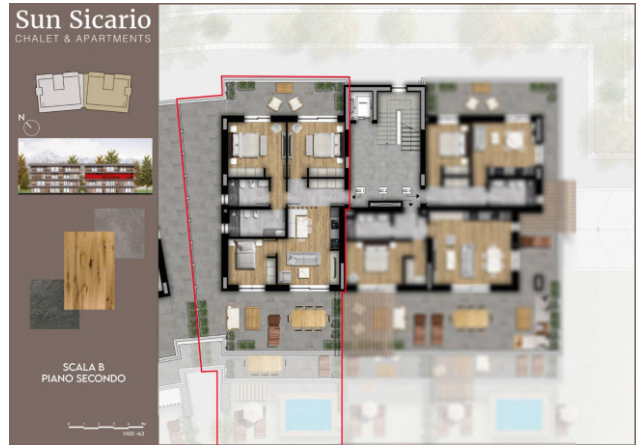 Sun Sicario
CHALET & APARTMENTS
N
SCALA B
PIANO SECONDO